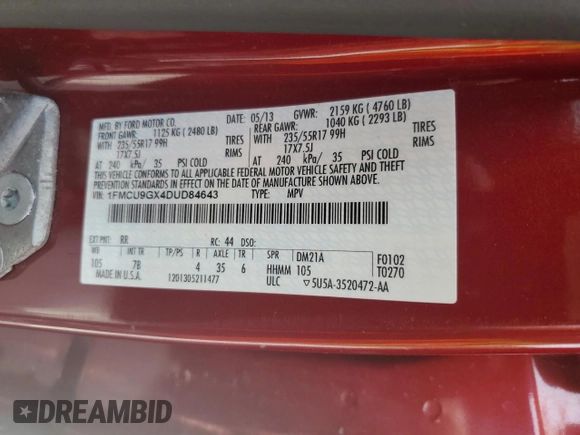 MFD. BY FORD MOTOR CO. 05/13 GVWR: 2159 KG ( 4760 LB)
FRONT GAWR: 1125 KG ( 2480 LB) REAR GAWR: 1040 KG ( 2293 LB)
235/55R17 99H TIRES WITH 235/55R17 99H TIRES
WITH 17X7.5J RIMS 17X7.5J RIMS
AT 240 kPa/ 35 PSI COLD AT 240 kPa/ 35 PSI COLD
THIS VEHICLE CONFORMS TO ALL APPLICABLE FEDERAL MOTOR VEHICLE
SAFETY STANDARDS IN EFFECT ON THE DATE OF MANUFACTURE SHOWN ABOVE.
VIN: 1FMCU9GX4DUD84643 TYPE: MPV
EXT PNT: RR RC: 44 DSO:
WB INT TR TP/PS R AXLE TR SPR DM21A F0102
105 7B 4 35 6 HHMM 105 T0270
MADE IN U.S.A. 1201305211477 ULC ▽5U5A-3520472-AA
DREAMBID